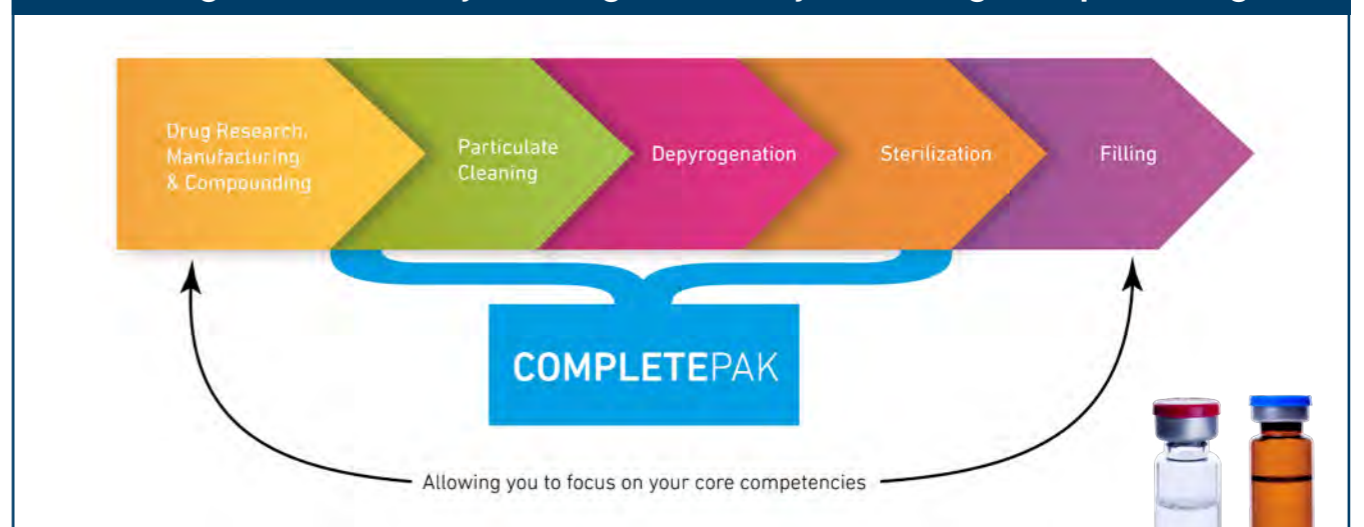 Drug Research,
Manufacturing
& Compounding
Particulate
Cleaning
Depyrogenation
Sterilization
Filling
COMPLETEPAK
Allowing you to focus on your core competencies